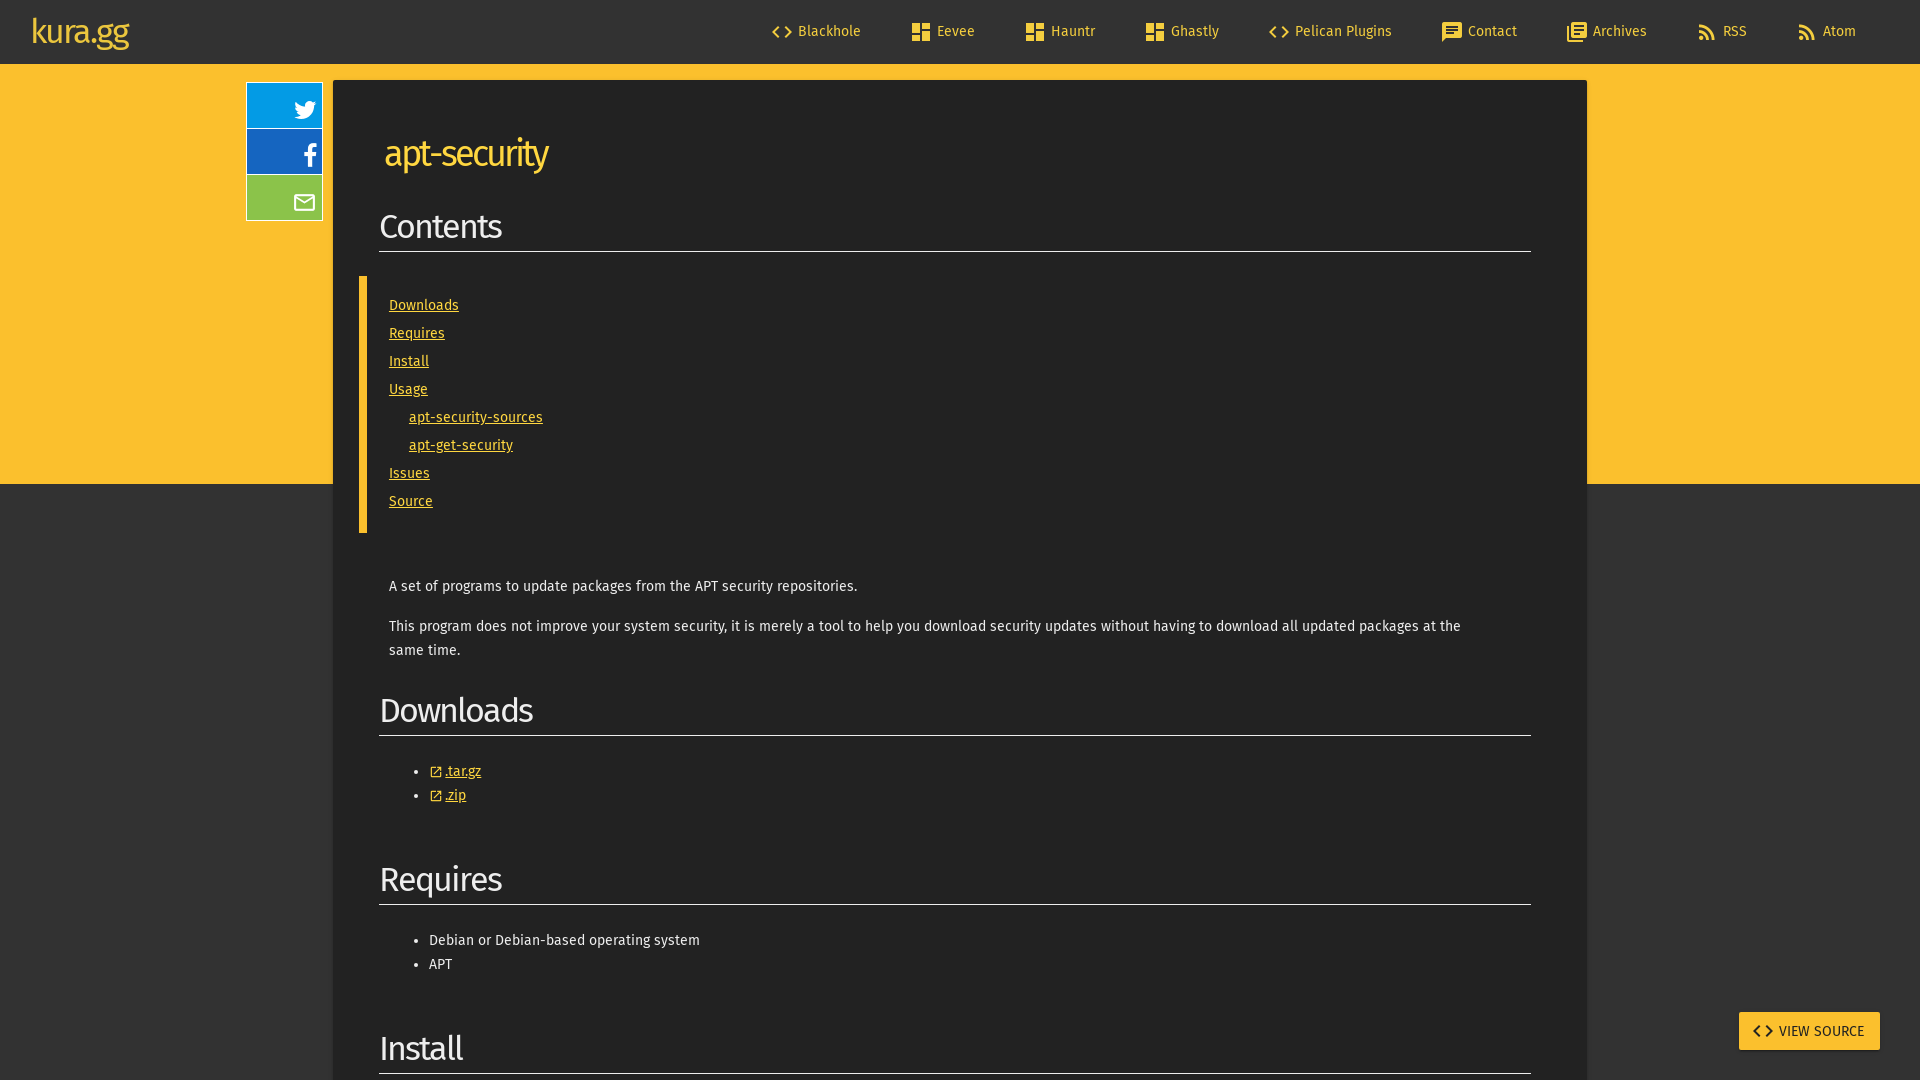 kura.gg
Blackhole
Eevee
Hauntr
Ghastly
Pelican Plugins
Contact
Archives
RSS
Atom
apt-security
Contents
Downloads
Requires
Install
Usage
apt-security-sources
apt-get-security
Issues
Source
A set of programs to update packages from the APT security repositories.
This program does not improve your system security, it is merely a tool to help you download security updates without having to download all updated packages at the
same time.
Downloads
.tar.gz
.zip
Requires
Debian or Debian-based operating system
APT
Install
VIEW SOURCE